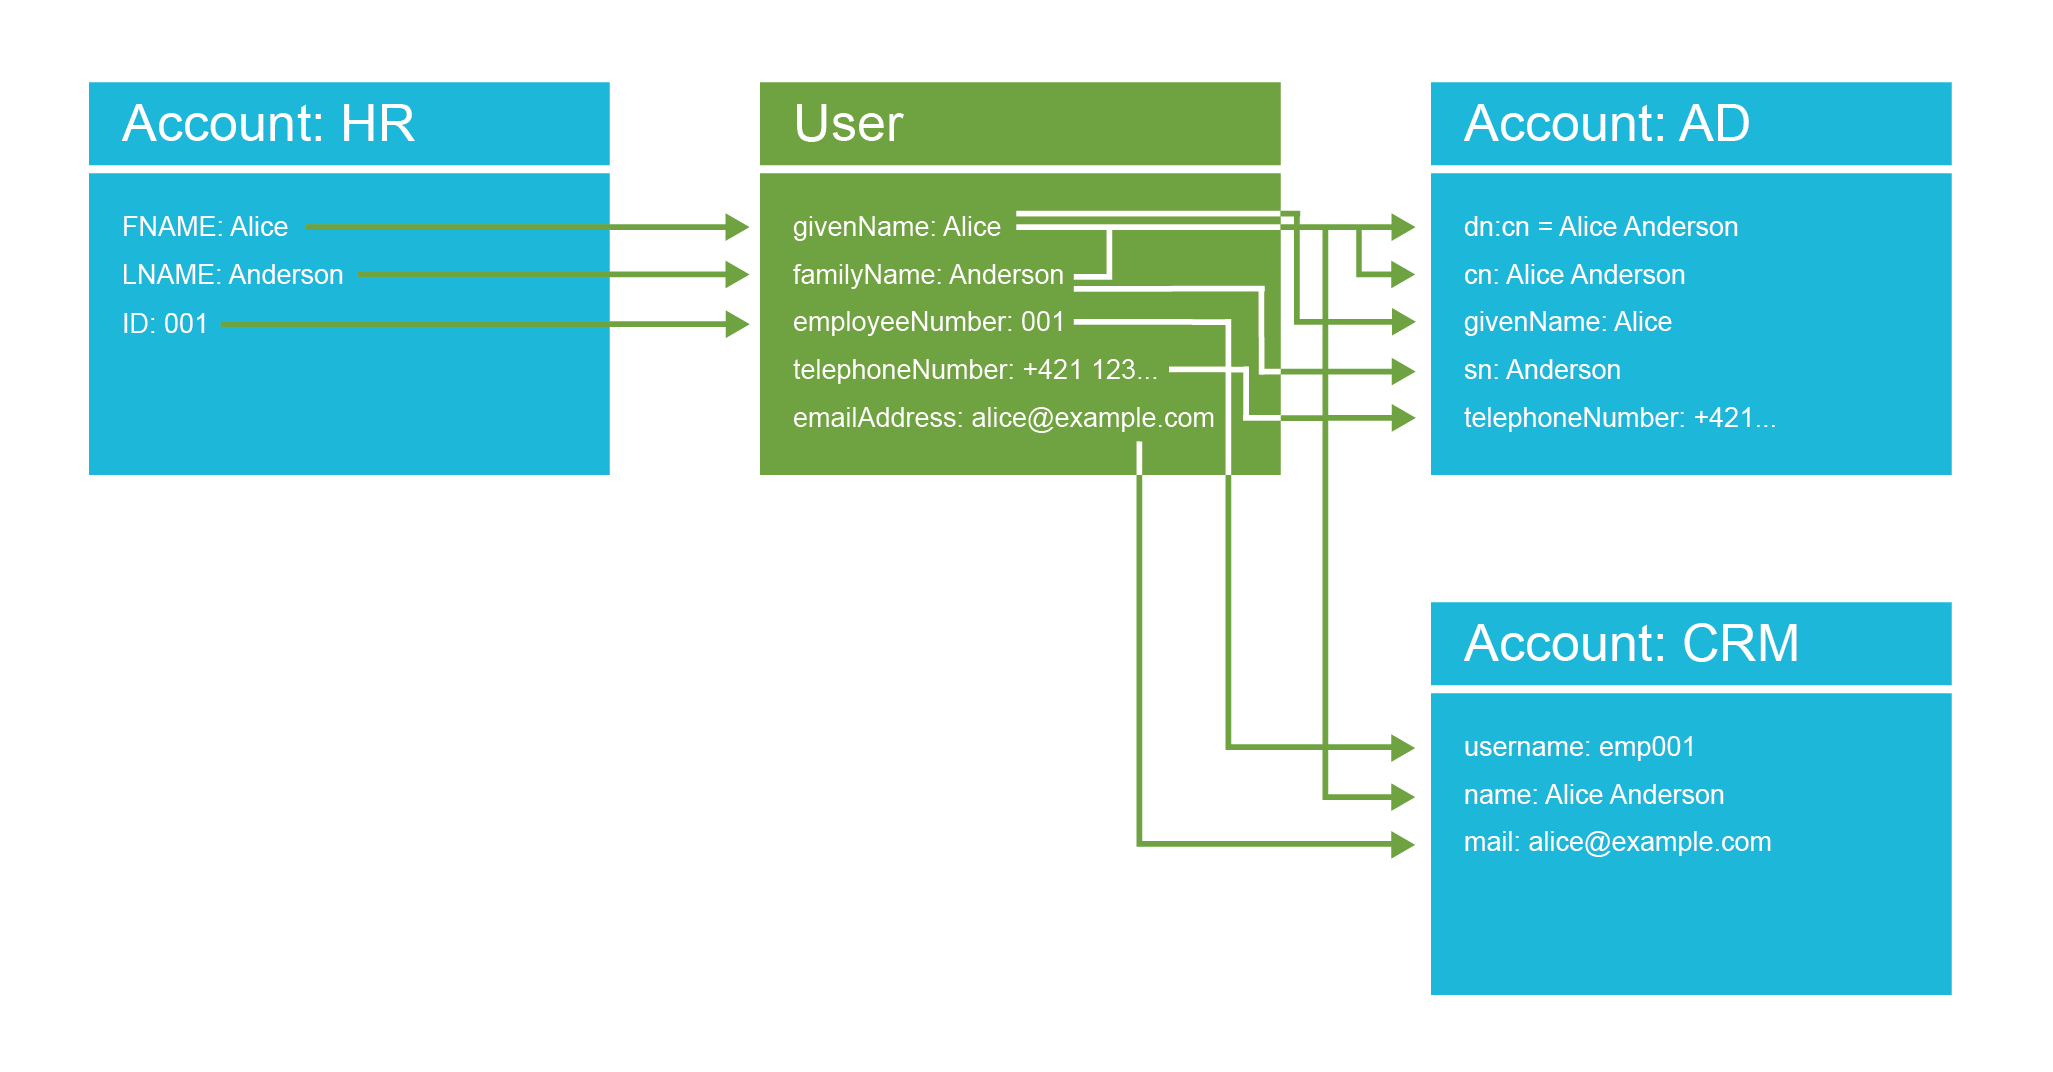 Account: HR
FNAME: Alice
LNAME: Anderson
ID: 001
User
givenName: Alice
familyName: Anderson
employeeNumber: 001
telephoneNumber: +421 123...
emailAddress: alice@example.com
Account: AD
dn:cn = Alice Anderson
cn: Alice Anderson
givenName: Alice
sn: Anderson
telephoneNumber: +421...
Account: CRM
username: emp001
name: Alice Anderson
mail: alice@example.com